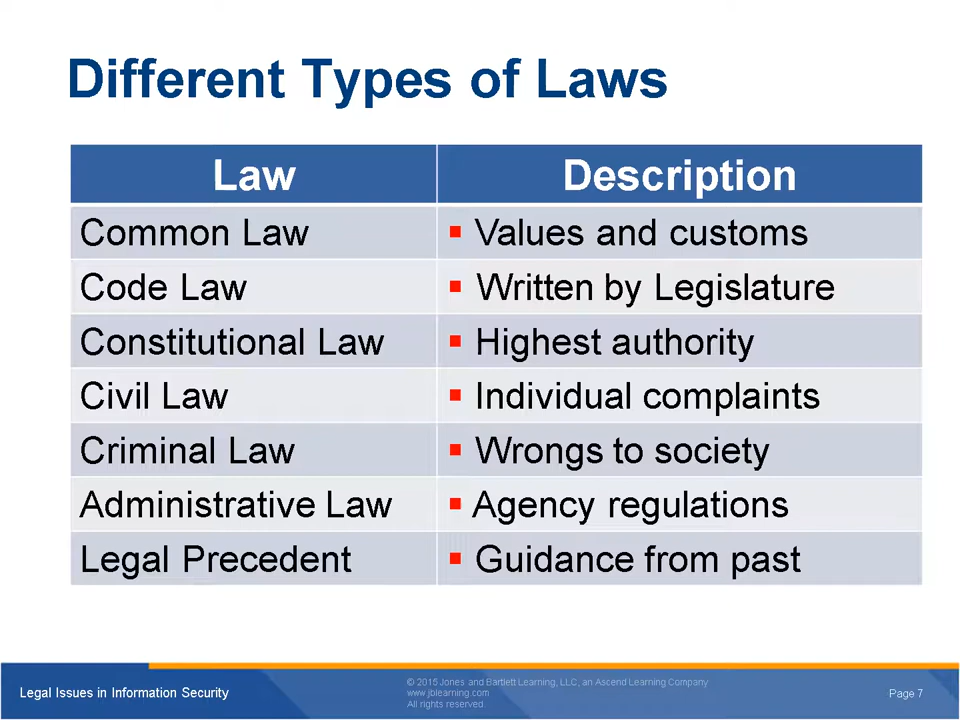 Different Types of Laws
Law Description
Common Law ▪ Values and customs
Code Law ▪ Written by Legislature
Constitutional Law ▪ Highest authority
Civil Law ▪ Individual complaints
Criminal Law ▪ Wrongs to society
Administrative Law ▪ Agency regulations
Legal Precedent ▪ Guidance from past
Legal Issues in Information Security
© 2015 Jones and Bartlett Learning, LLC, an Ascend Learning Company
www.jblearning.com
All rights reserved.
Page 7